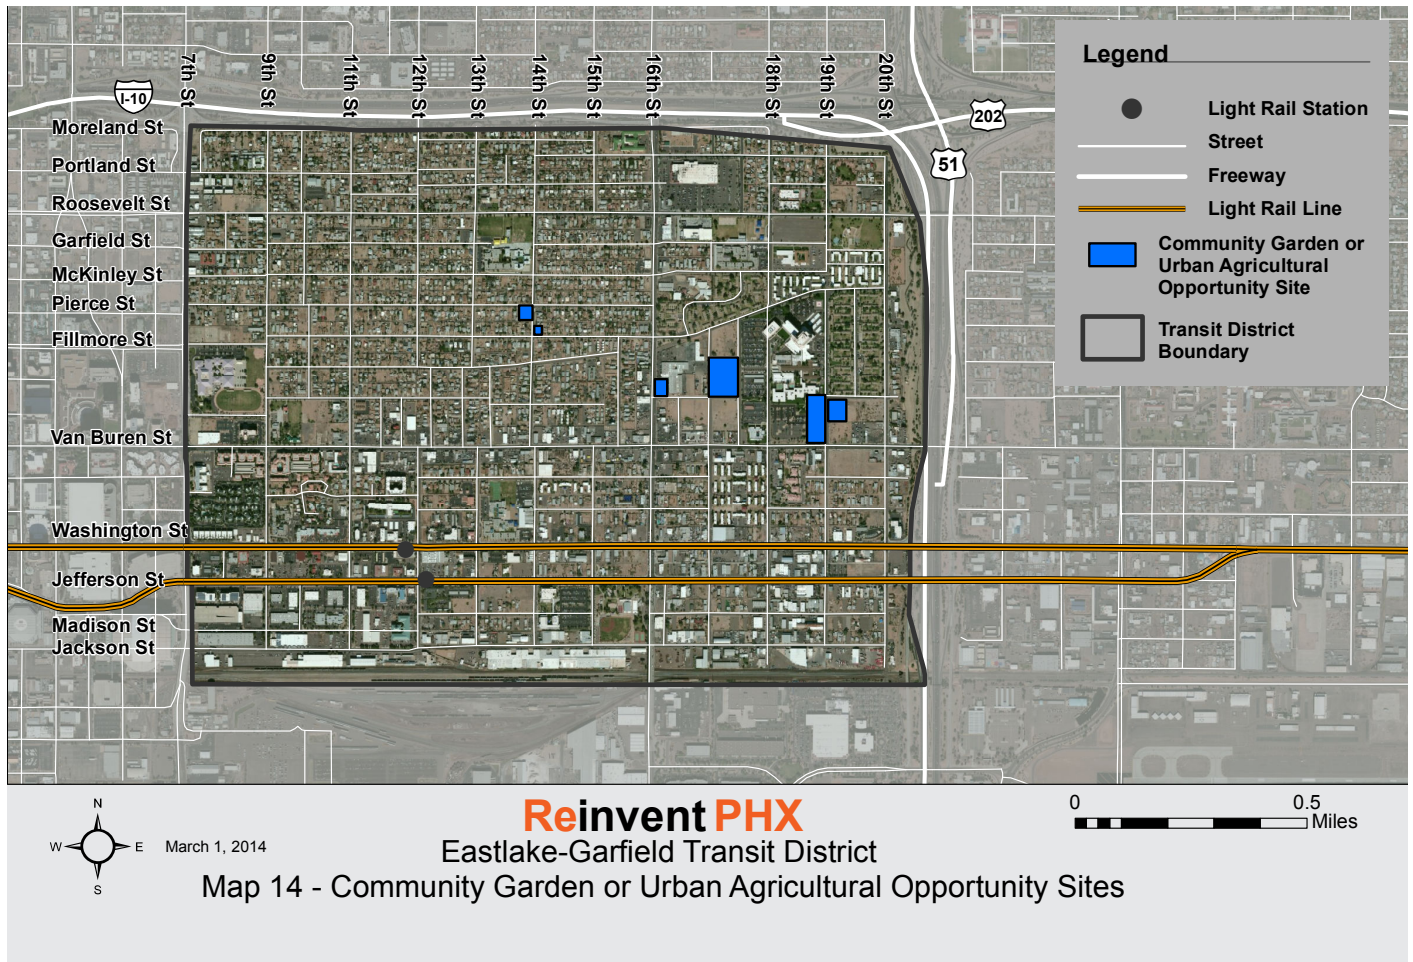 7th St
9th St
11th St
12th St
13th St
14th St
15th St
16th St
18th St
19th St
20th St
I-10
202
51
Moreland St
Portland St
Roosevelt St
Garfield St
McKinley St
Pierce St
Fillmore St
Van Buren St
Washington St
Jefferson St
Madison St
Jackson St
Legend
Light Rail Station
Street
Freeway
Light Rail Line
Community Garden or
Urban Agricultural
Opportunity Site
Transit District
Boundary
N
W E
S
March 1, 2014
Reinvent PHX
Eastlake-Garfield Transit District
Map 14 - Community Garden or Urban Agricultural Opportunity Sites
0 0.5
Miles